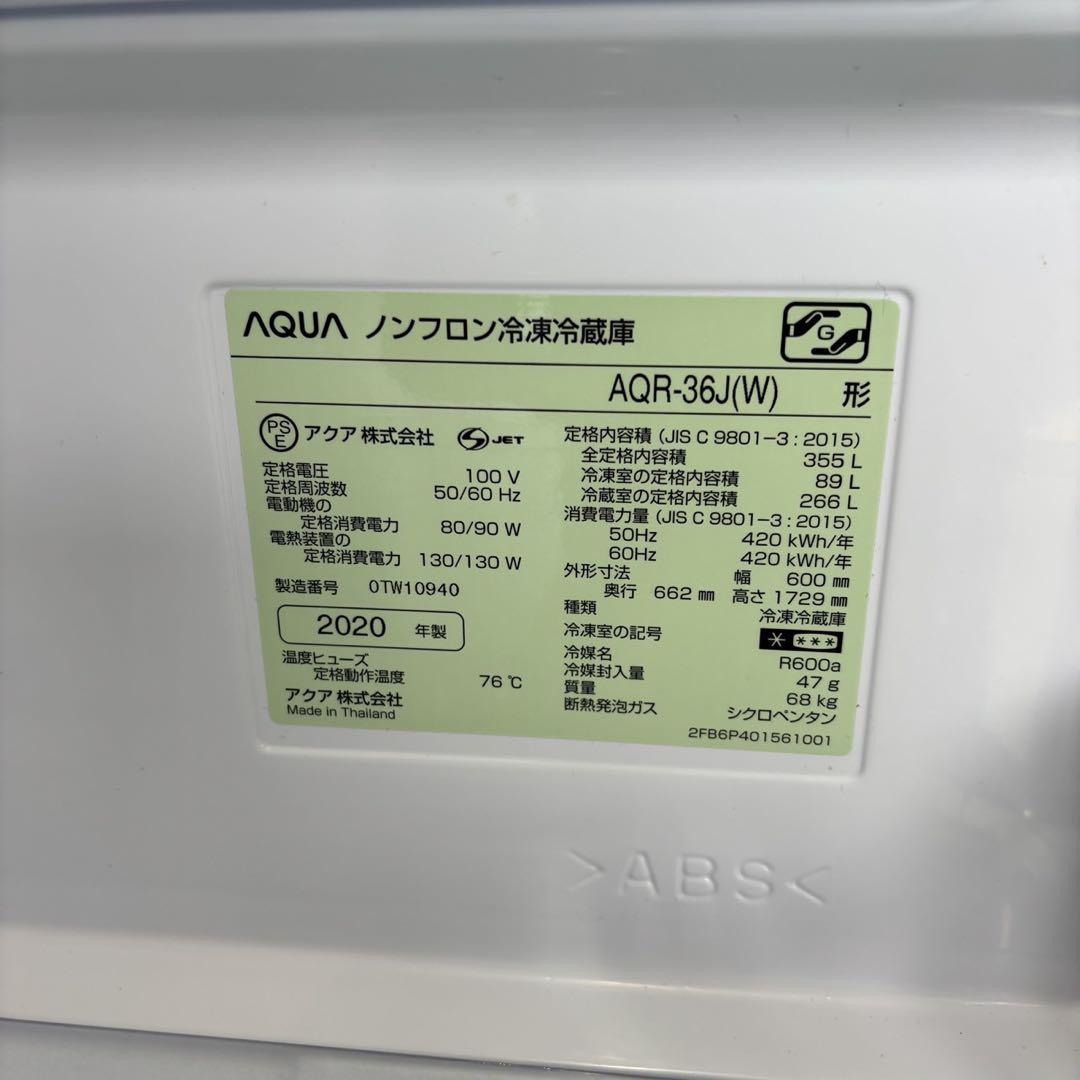 AQUA ノンフロン冷凍冷蔵庫
G
AQR-36J(W) 形
PS E アクア株式会社 S JET
定格電圧 100 V
定格周波数 50/60 Hz
電動機の
定格消費電力 80/90 W
電熱装置の
定格消費電力 130/130 W
製造番号 0TW10940
2020 年製
温度ヒューズ
定格動作温度 76 ℃
アクア株式会社
Made in Thailand
定格内容積 (JIS C 9801-3 : 2015)
全定格内容積 355 L
冷凍室の定格内容積 89 L
冷蔵室の定格内容積 266 L
消費電力量 (JIS C 9801-3 : 2015)
50Hz 420 kWh/年
60Hz 420 kWh/年
外形寸法 幅 600 ㎜
奥行 662 ㎜ 高さ 1729 ㎜
種類 冷凍冷蔵庫
冷凍室の記号 * ***
冷媒名 R600a
冷媒封入量 47 g
質量 68 kg
断熱発泡ガス シクロペンタン
2FB6P401561001
>ABS<